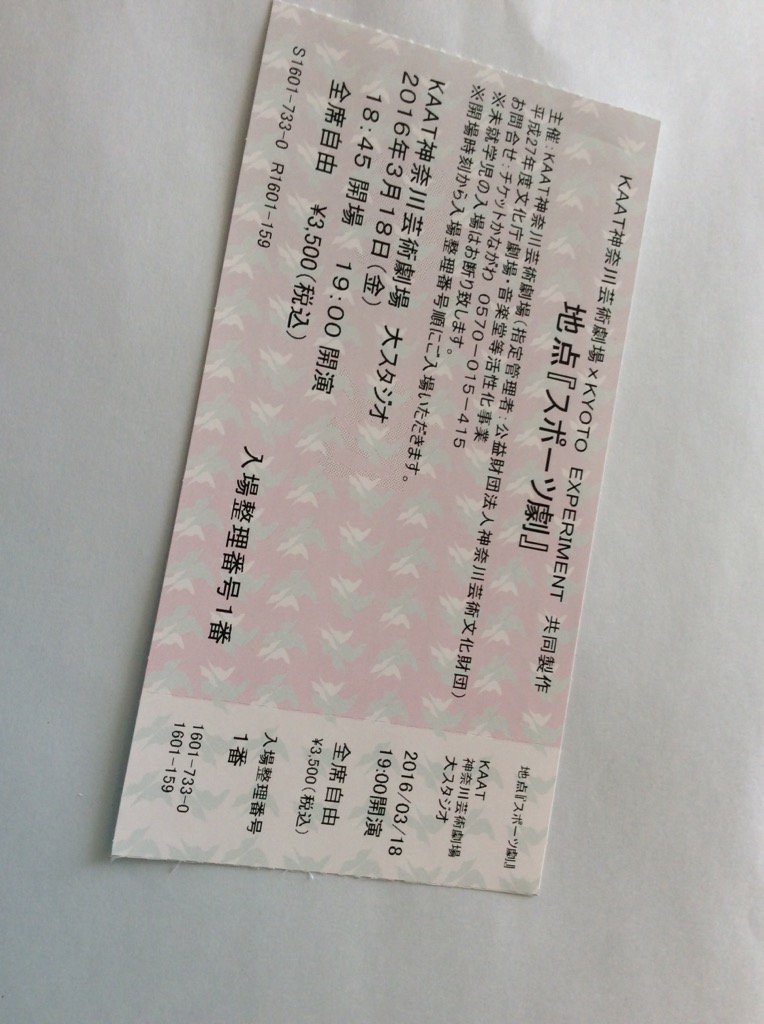 KAAT神奈川芸術劇場×KYOTO EXPERIMENT 共同製作
地点『スポーツ劇』
主催:KAAT神奈川芸術劇場(指定管理者:公益財団法人神奈川芸術文化財団)
平成27年度文化庁劇場・音楽堂等活性化事業
お問合せ:チケットかながわ 0570-015-415
※未就学児の入場はお断り致します。
※開場時刻から入場整理番号順にご入場いただきます。
KAAT神奈川芸術劇場 大スタジオ
2016年3月18日(金)
18:45 開場 19:00 開演
全席自由 ¥3,500(税込)
入場整理番号1番
S1601-733-0 R1601-159
地点『スポーツ劇』
KAAT
神奈川芸術劇場
大スタジオ
2016/03/18
19:00開演
全席自由
¥3,500(税込)
入場整理番号
1番
1601-733-0
1601-159